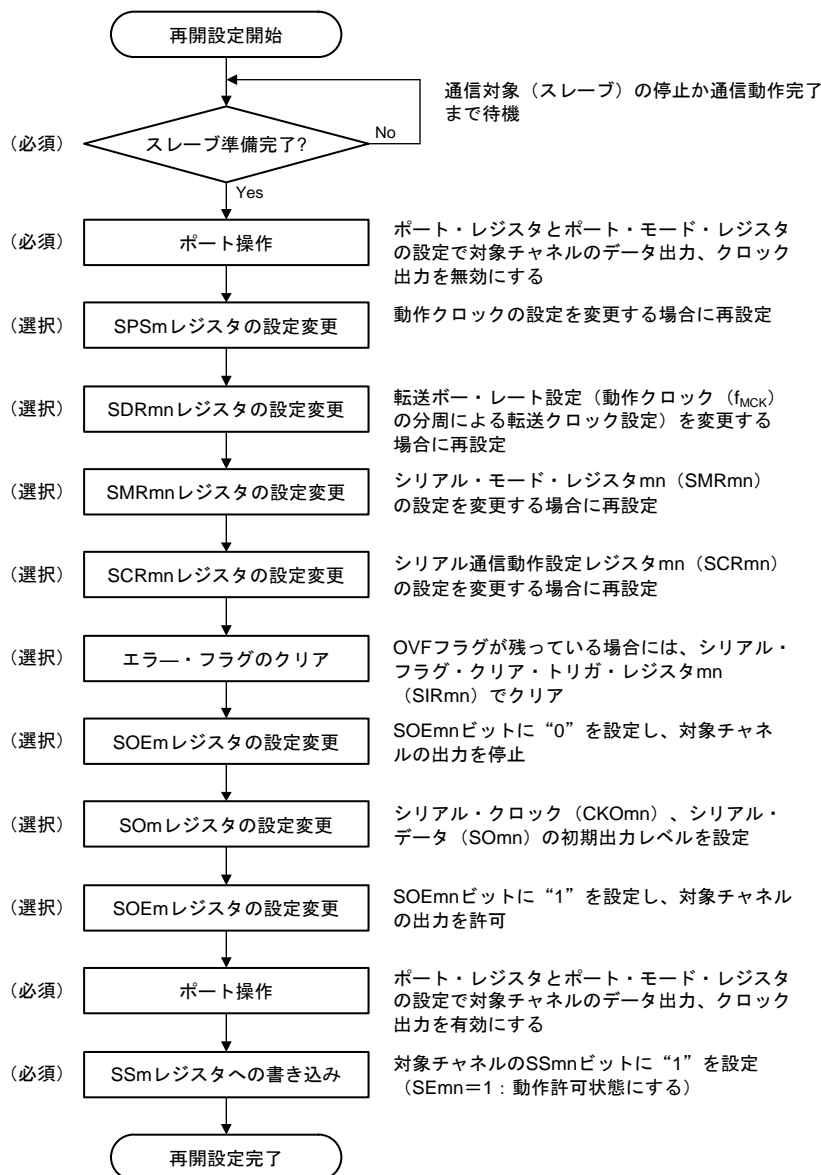 再開設定開始
通信対象（スレーブ）の停止か通信動作完了
まで待機
（必須）
スレーブ準備完了?
No
Yes
（必須）
ポート操作
ポート・レジスタとポート・モード・レジスタ
の設定で対象チャネルのデータ出力、クロック
出力を無効にする
（選択）
SPSmレジスタの設定変更
動作クロックの設定を変更する場合に再設定
（選択）
SDRmnレジスタの設定変更
転送ボー・レート設定（動作クロック（fMCK）
の分周による転送クロック設定）を変更する
場合に再設定
（選択）
SMRmnレジスタの設定変更
シリアル・モード・レジスタmn（SMRmn）
の設定を変更する場合に再設定
（選択）
SCRmnレジスタの設定変更
シリアル通信動作設定レジスタmn（SCRmn）
の設定を変更する場合に再設定
（選択）
エラ―・フラグのクリア
OVFフラグが残っている場合には、シリアル・
フラグ・クリア・トリガ・レジスタmn
（SIRmn）でクリア
（選択）
SOEmレジスタの設定変更
SOEmnビットに“0”を設定し、対象チャネ
ルの出力を停止
（選択）
SOmレジスタの設定変更
シリアル・クロック（CKOmn）、シリアル・
データ（SOmn）の初期出力レベルを設定
（選択）
SOEmレジスタの設定変更
SOEmnビットに“1”を設定し、対象チャネル
の出力を許可
（必須）
ポート操作
ポート・レジスタとポート・モード・レジスタ
の設定で対象チャネルのデータ出力、クロック
出力を有効にする
（必須）
SSmレジスタへの書き込み
対象チャネルのSSmnビットに“1”を設定
（SEmn＝1：動作許可状態にする）
再開設定完了